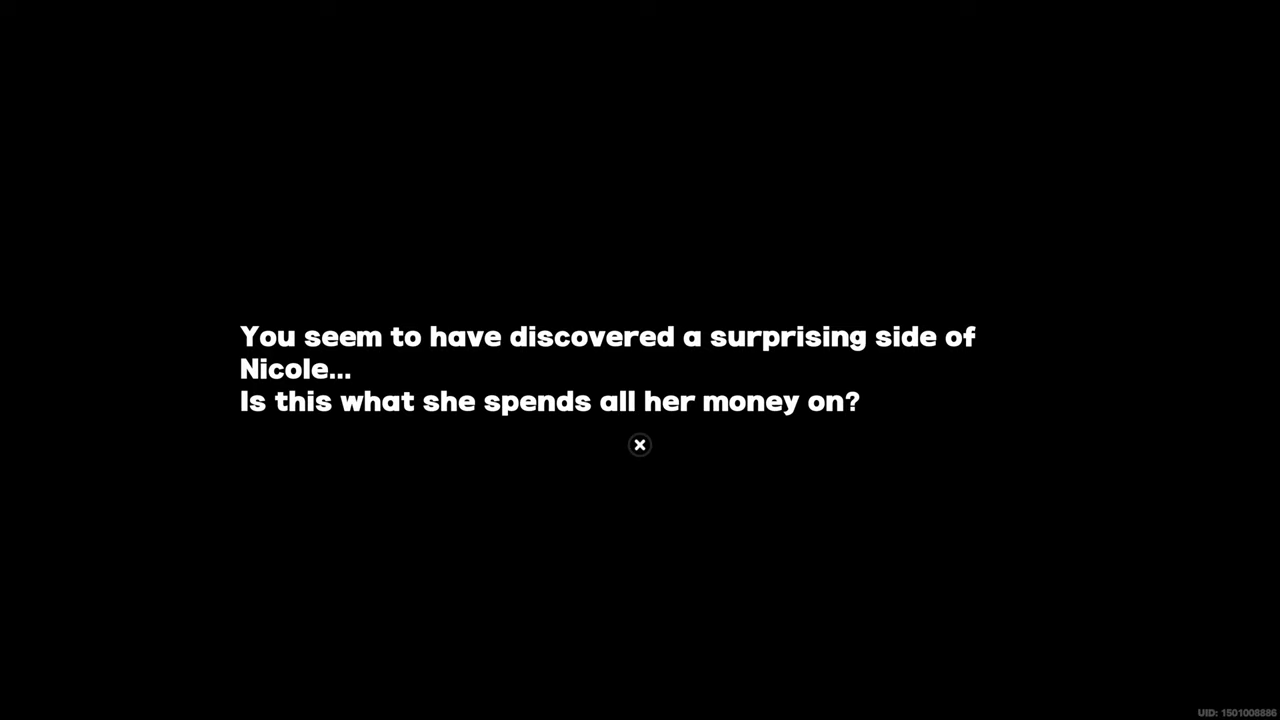 You seem to have discovered a surprising side of
Nicole...
Is this what she spends all her money on?
UID: 1501008886